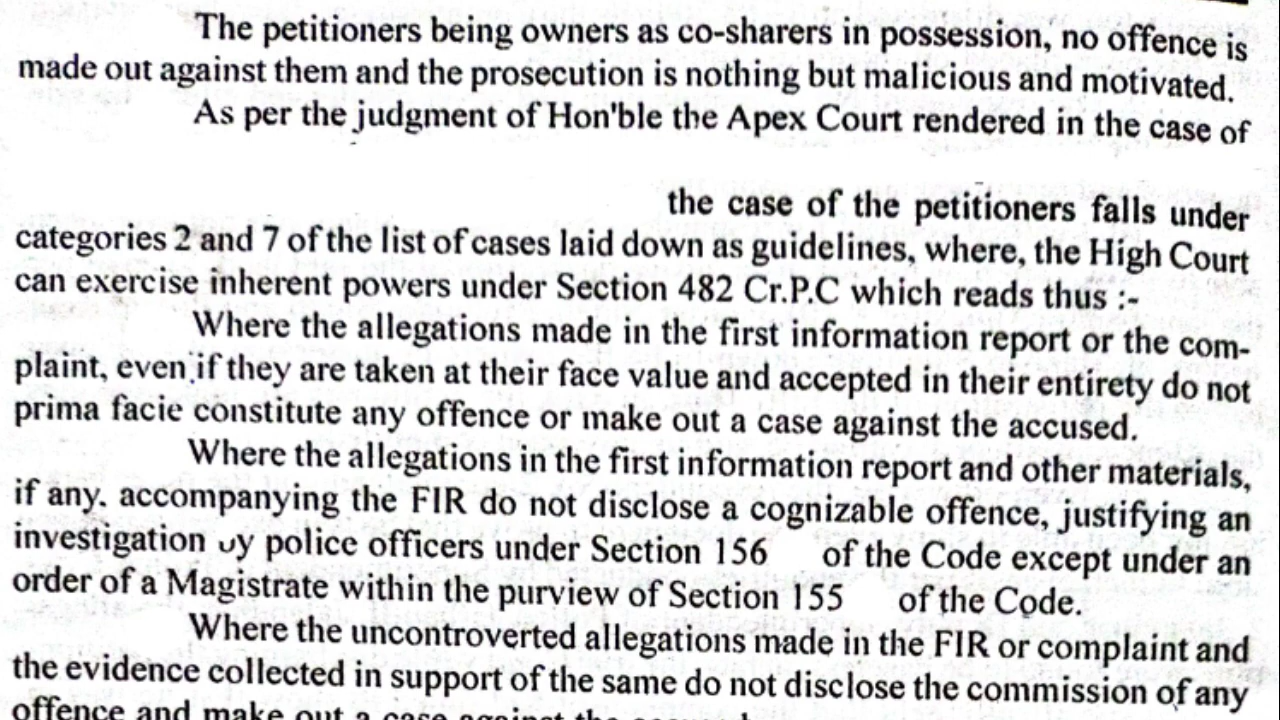 The petitioners being owners as co-sharers in possession, no offence is
made out against them and the prosecution is nothing but malicious and motivated.
As per the judgment of Hon'ble the Apex Court rendered in the case of
the case of the petitioners falls under
categories 2 and 7 of the list of cases laid down as guidelines, where, the High Court
can exercise inherent powers under Section 482 Cr.P.C which reads thus :-
Where the allegations made in the first information report or the com-
plaint, even if they are taken at their face value and accepted in their entirety do not
prima facie constitute any offence or make out a case against the accused.
Where the allegations in the first information report and other materials,
if any. accompanying the FIR do not disclose a cognizable offence, justifying an
investigation by police officers under Section 156 of the Code except under an
order of a Magistrate within the purview of Section 155 of the Code.
Where the uncontroverted allegations made in the FIR or complaint and
the evidence collected in support of the same do not disclose the commission of any
offence and make out a case against the accused